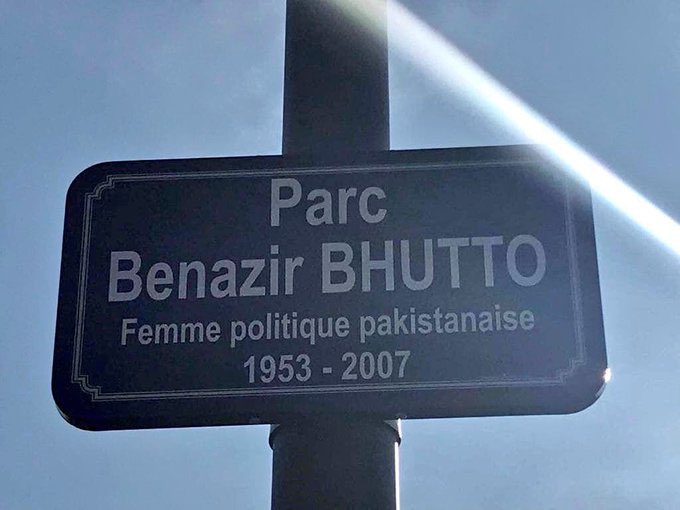 Parc
Benazir BHUTTO
Femme politique pakistanaise
1953 - 2007